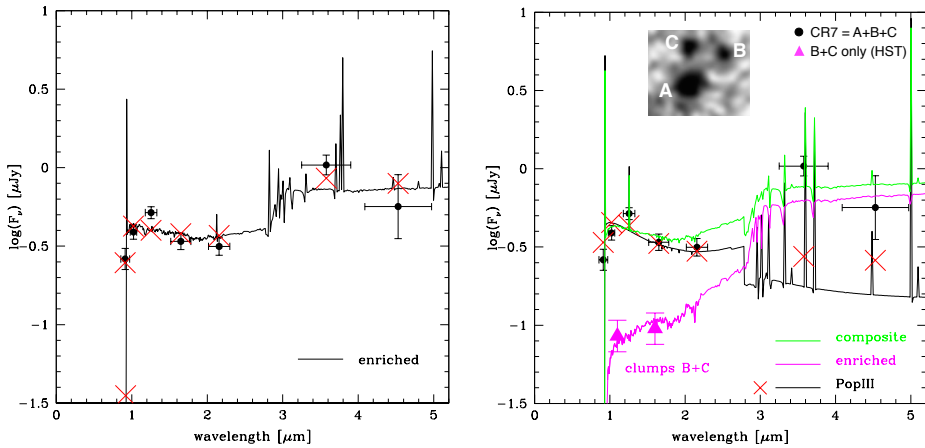 1
0.5
0
-0.5
-1
-1.5
log(Fν) [μJy]
enriched
0 1 2 3 4 5
wavelength [μm]
1
0.5
0
-0.5
-1
-1.5
log(Fν) [μJy]
C
B
A
CR7 = A+B+C
B+C only (HST)
composite
enriched
clumps B+C
PopIII
0 1 2 3 4 5
wavelength [μm]